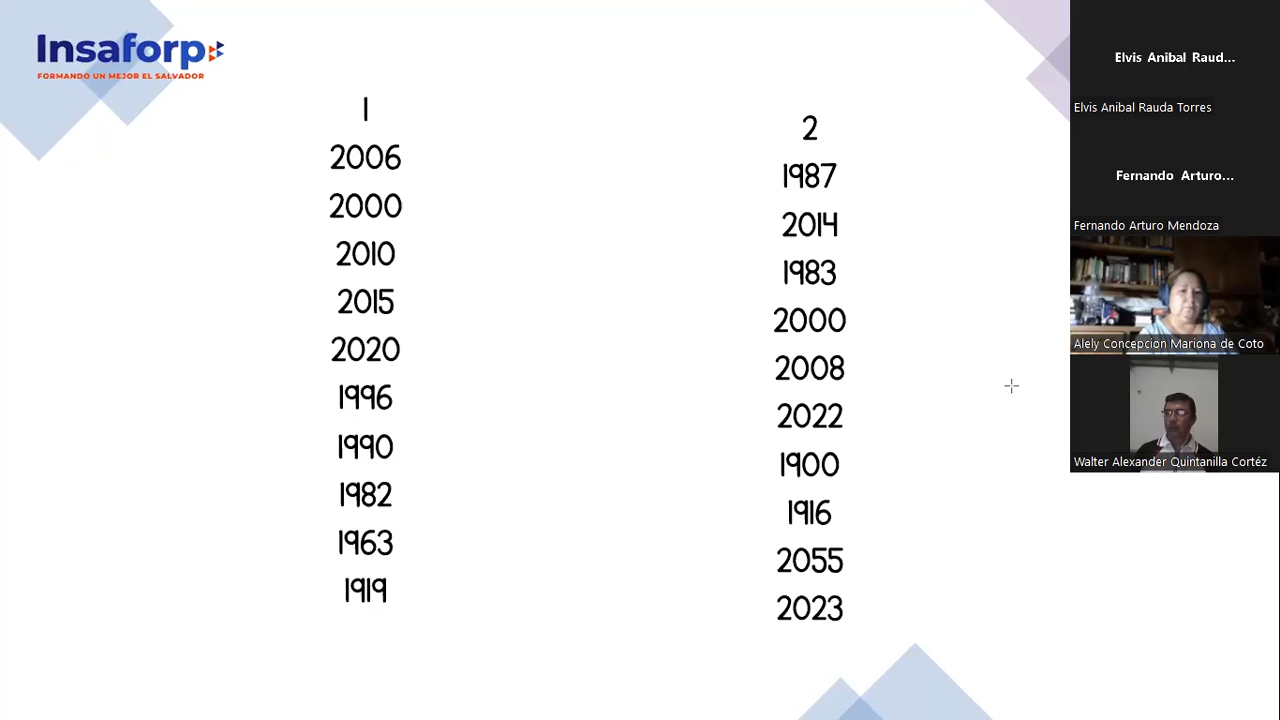 Insaforp
FORMANDO UN MEJOR EL SALVADOR
1
2006
2000
2010
2015
2020
1996
1990
1982
1963
1919
2
1987
2014
1983
2000
2008
2022
1900
1916
2055
2023
Elvis Anibal Raud...
Elvis Anibal Rauda Torres
Fernando Arturo...
Fernando Arturo Mendoza
Alely Concepcion Mariona de Coto
Walter Alexander Quintanilla Cortéz